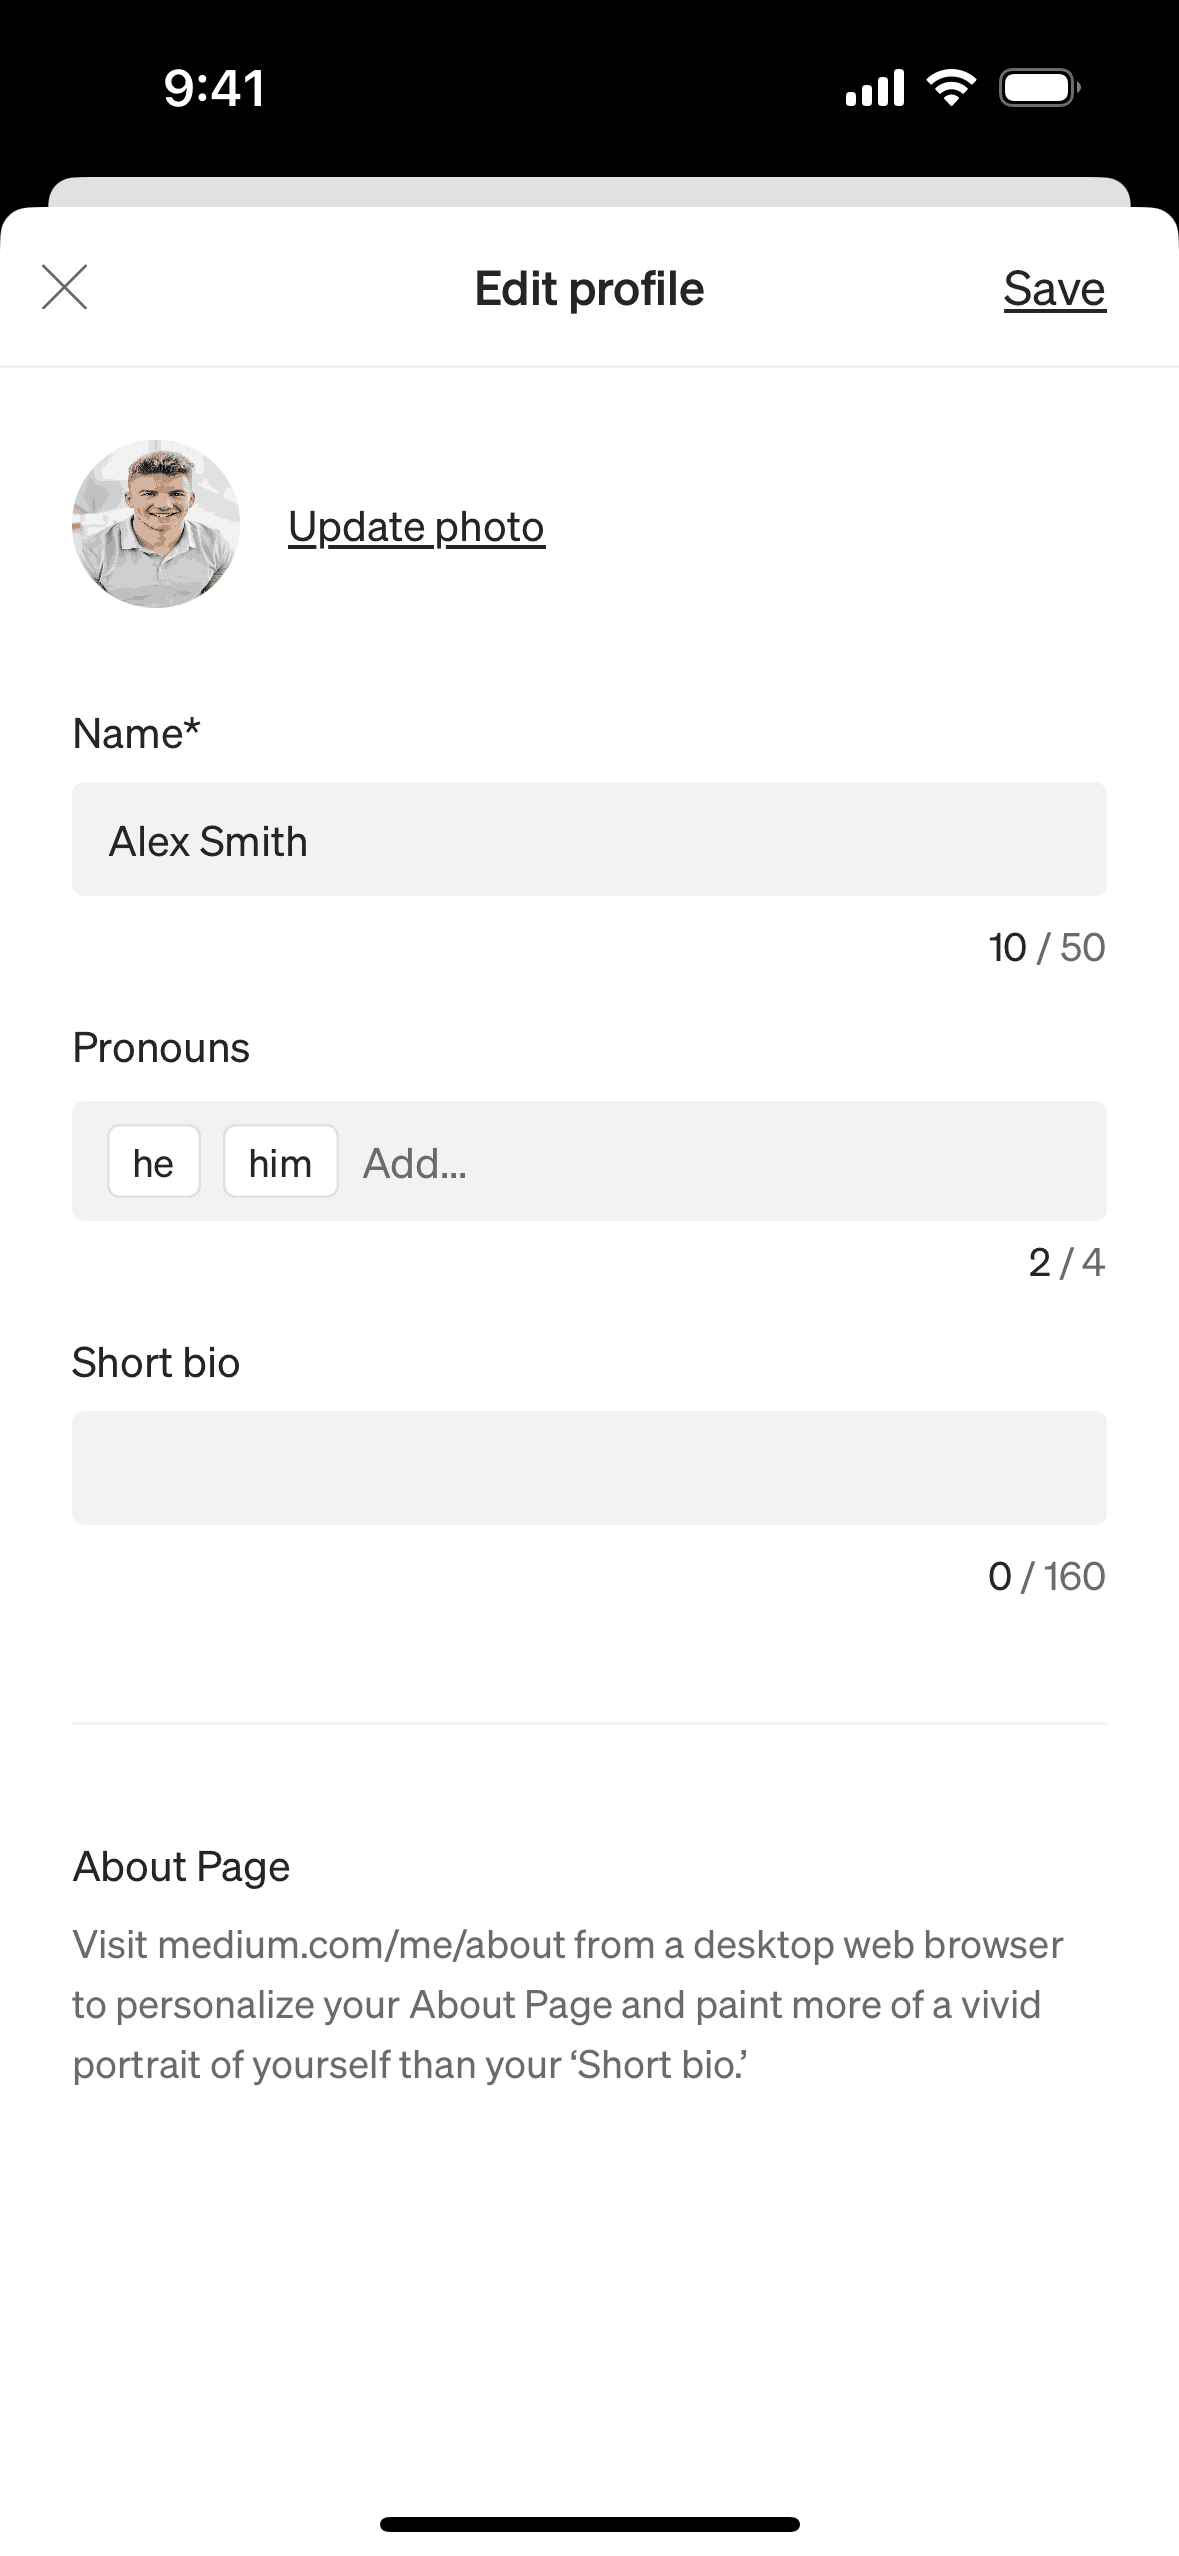 9:41
Edit profile
Save
Update photo
Name*
Alex Smith
10 / 50
Pronouns
he
him
Add...
2 / 4
Short bio
0 / 160
About Page
Visit medium.com/me/about from a desktop web browser
to personalize your About Page and paint more of a vivid
portrait of yourself than your ‘Short bio.’